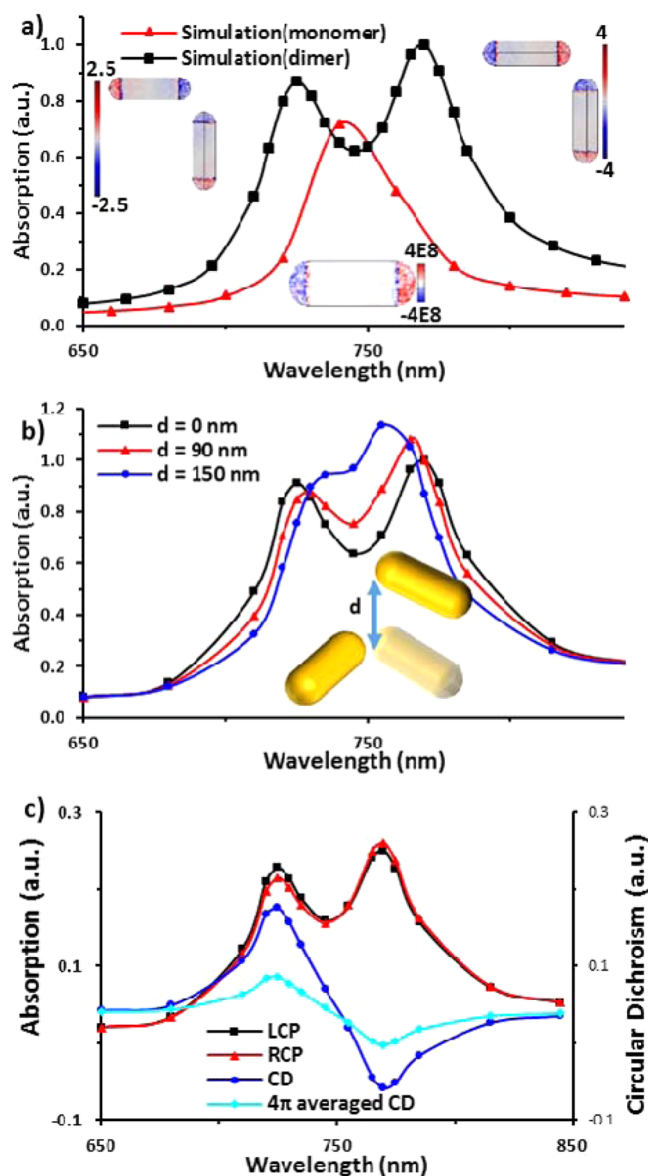 a)
Simulation(monomer)
Simulation(dimer)
Absorption (a.u.)
1.0
0.8
0.6
0.4
0.2
0.0
2.5
-2.5
4
-4
4E8
-4E8
650
750
Wavelength (nm)
b)
d = 0 nm
d = 90 nm
d = 150 nm
Absorption (a.u.)
1.2
1.0
0.8
0.6
0.4
0.2
0.0
d
650
750
Wavelength (nm)
c)
Absorption (a.u.)
0.3
0.1
-0.1
LCP
RCP
CD
4π averaged CD
0.3
0.1
-0.1
Circular Dichroism (a.u.)
650
750
850
Wavelength (nm)